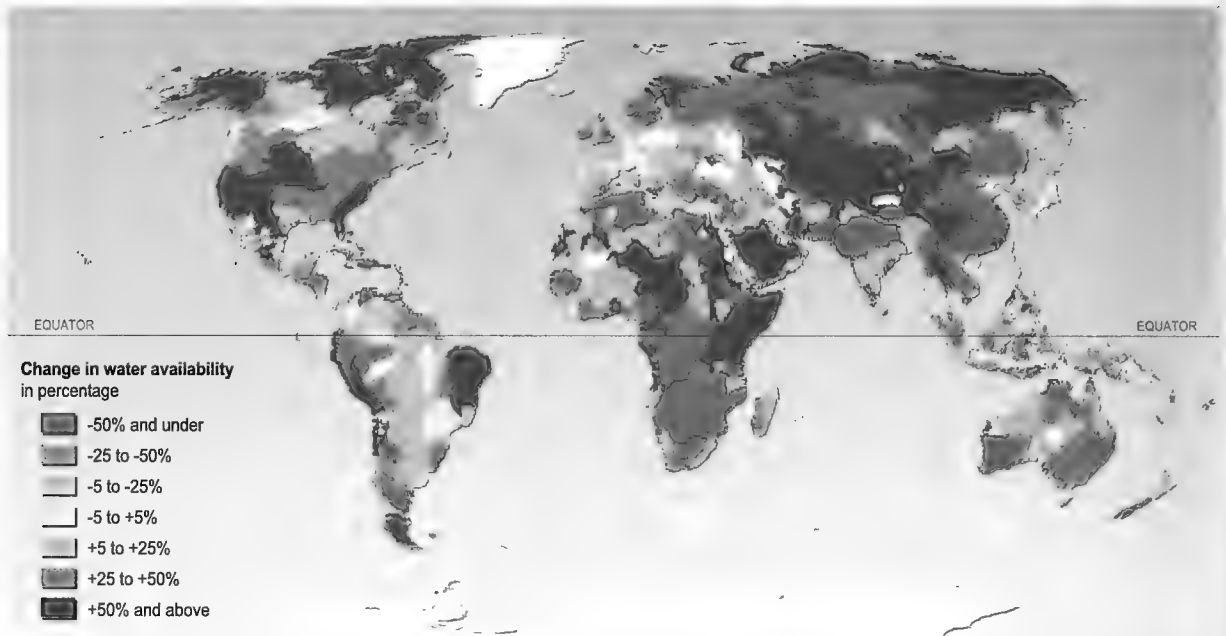 EQUATOR
EQUATOR
Change in water availability
in percentage
-50% and under
-25 to -50%
-5 to -25%
-5 to +5%
+5 to +25%
+25 to +50%
+50% and above